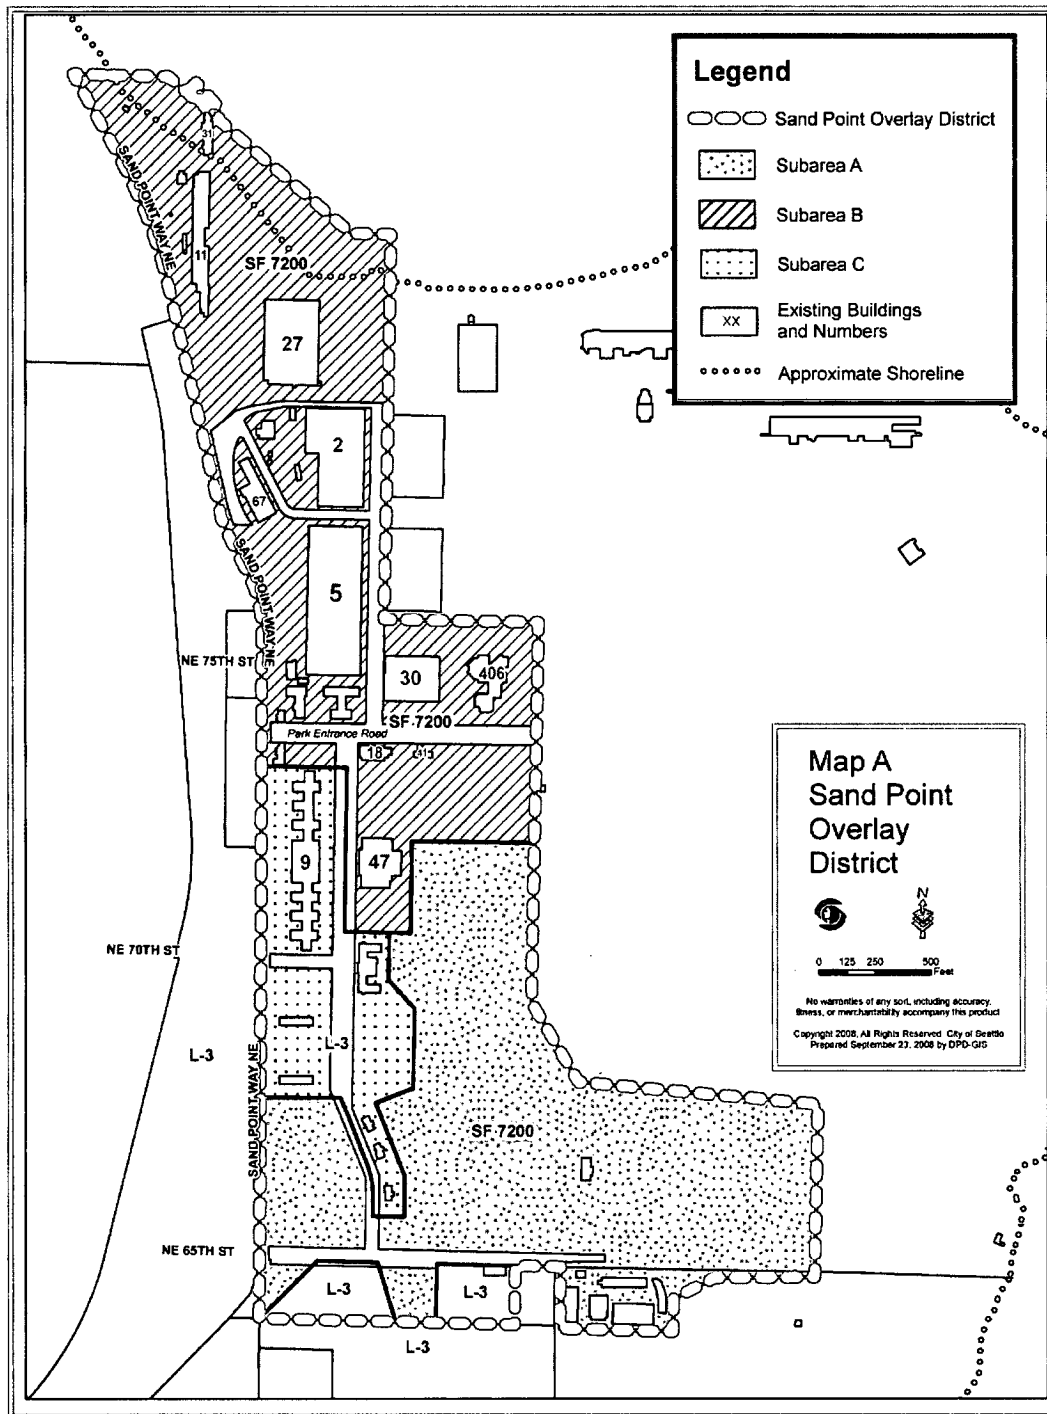 Legend
Sand Point Overlay District
Subarea A
Subarea B
Subarea C
XX
Existing Buildings
and Numbers
Approximate Shoreline
31
SAND POINT WAY NE
11
SF 7200
27
2
67
SAND POINT WAY NE
5
NE 75TH ST
30
406
SF 7200
Park Entrance Road
18
41
9
47
NE 70TH ST
L-3
L-3
SAND POINT WAY NE
SF 7200
NE 65TH ST
L-3
L-3
L-3
Map A
Sand Point
Overlay
District
N
0 125 250 500
Feet
No warranties of any sort, including accuracy,
fitness, or merchantability accompany this product
Copyright 2008, All Rights Reserved City of Seattle
Prepared September 23, 2008 by DPD-GIS